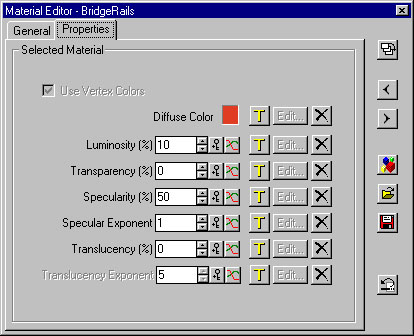 Material Editor - BridgeRails
General Properties
Selected Material
Use Vertex Colors
Diffuse Color T Edit...
Luminosity (%) 10 T Edit...
Transparency (%) 0 T Edit...
Specularity (%) 50 T Edit...
Specular Exponent 1 T Edit...
Translucency (%) 0 T Edit...
Translucency Exponent 5 T Edit...